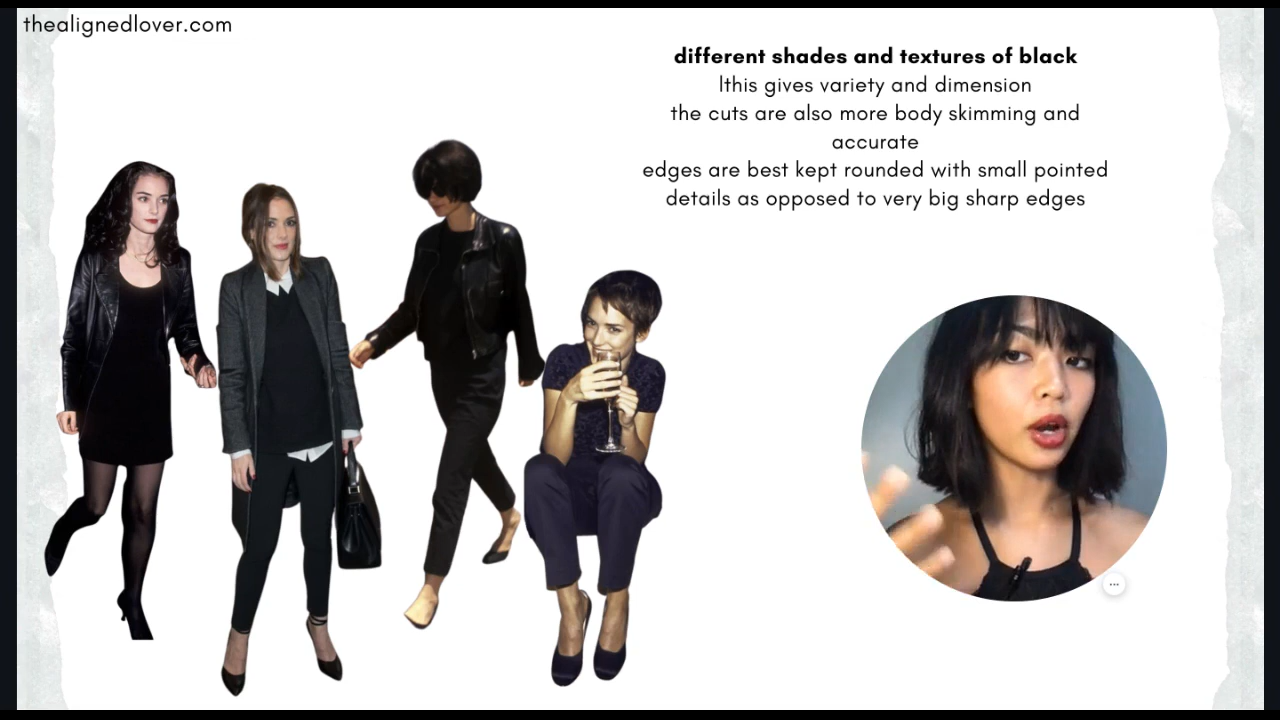 thealignedlover.com
different shades and textures of black
lthis gives variety and dimension
the cuts are also more body skimming and
accurate
edges are best kept rounded with small pointed
details as opposed to very big sharp edges